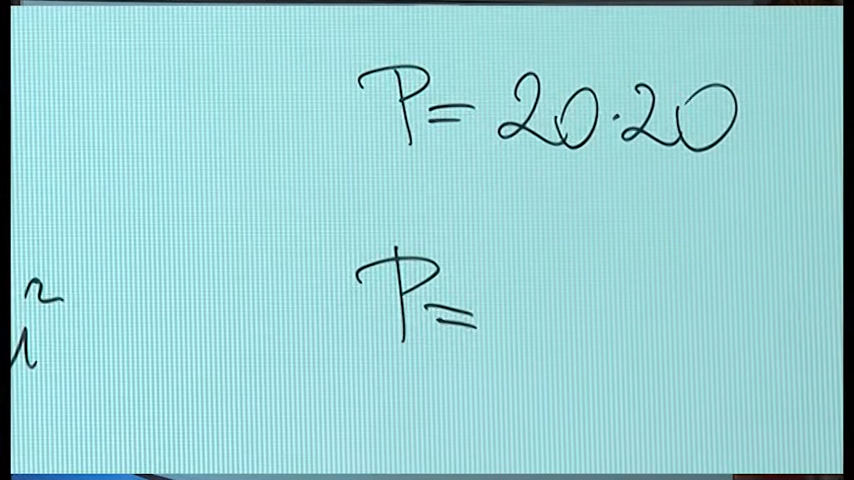 P = 20·20
P =